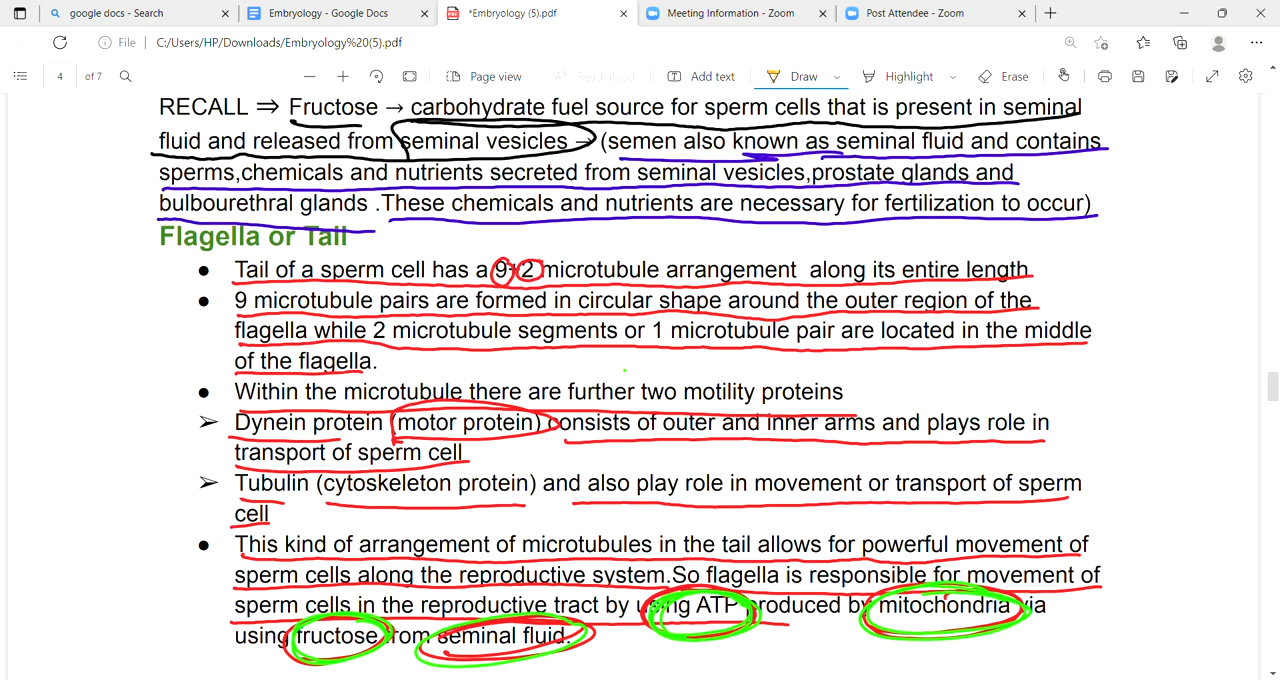 google docs - Search
Embryology - Google Docs
*Embryology (5).pdf
Meeting Information - Zoom
Post Attendee - Zoom
File C:/Users/HP/Downloads/Embryology%20(5).pdf
4 of 7 Page view Read aloud Add text Draw Highlight Erase
RECALL ⇒ Fructose → carbohydrate fuel source for sperm cells that is present in seminal
fluid and released from seminal vesicles → (semen also known as seminal fluid and contains
sperms,chemicals and nutrients secreted from seminal vesicles,prostate glands and
bulbourethral glands .These chemicals and nutrients are necessary for fertilization to occur)
Flagella or Tail
● Tail of a sperm cell has a 9+2 microtubule arrangement along its entire length
● 9 microtubule pairs are formed in circular shape around the outer region of the
flagella while 2 microtubule segments or 1 microtubule pair are located in the middle
of the flagella.
● Within the microtubule there are further two motility proteins
➢ Dynein protein (motor protein) consists of outer and inner arms and plays role in
transport of sperm cell
➢ Tubulin (cytoskeleton protein) and also play role in movement or transport of sperm
cell
● This kind of arrangement of microtubules in the tail allows for powerful movement of
sperm cells along the reproductive system.So flagella is responsible for movement of
sperm cells in the reproductive tract by using ATP produced by mitochondria via
using fructose from seminal fluid.